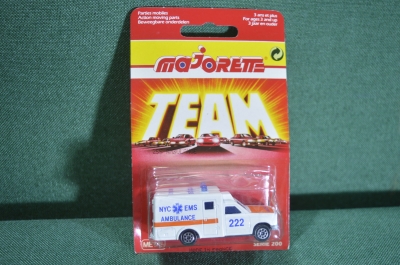 Parties mobiles
Action moving parts
Beweegbare onderdelen
3 ans et plus
For ages 3 and up
3 jaar en ouder
majorette
TEAM
NYC EMS
AMBULANCE
222
SERIE 200